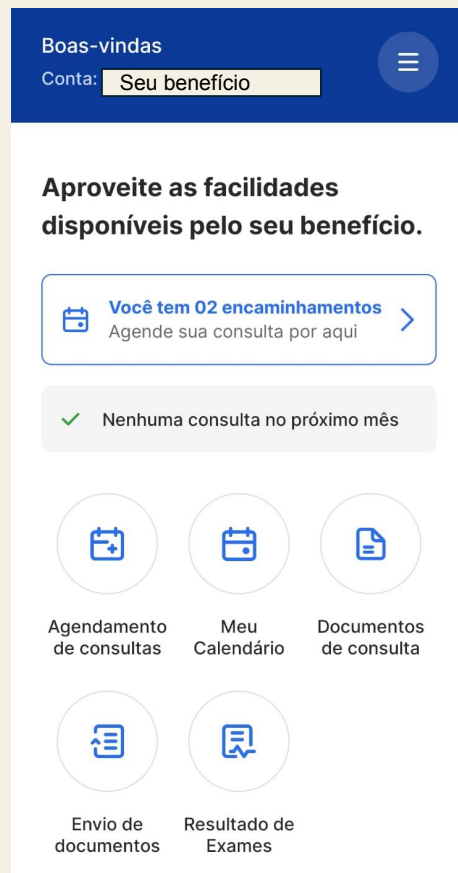 Boas-vindas
Conta: Seu benefício
Aproveite as facilidades
disponíveis pelo seu benefício.
Você tem 02 encaminhamentos
Agende sua consulta por aqui
Nenhuma consulta no próximo mês
Agendamento
de consultas
Meu
Calendário
Documentos
de consulta
Envio de
documentos
Resultado de
Exames